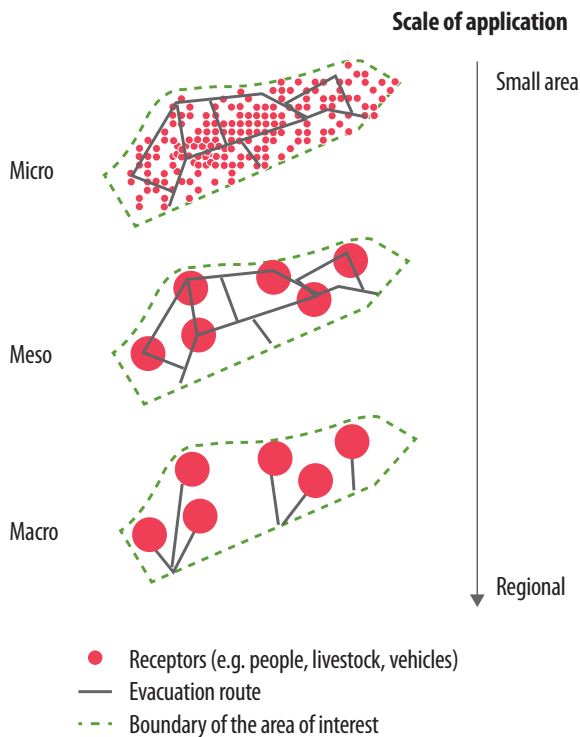 Scale of application
Small area
Micro
Meso
Macro
Regional
Receptors (e.g. people, livestock, vehicles)
Evacuation route
Boundary of the area of interest